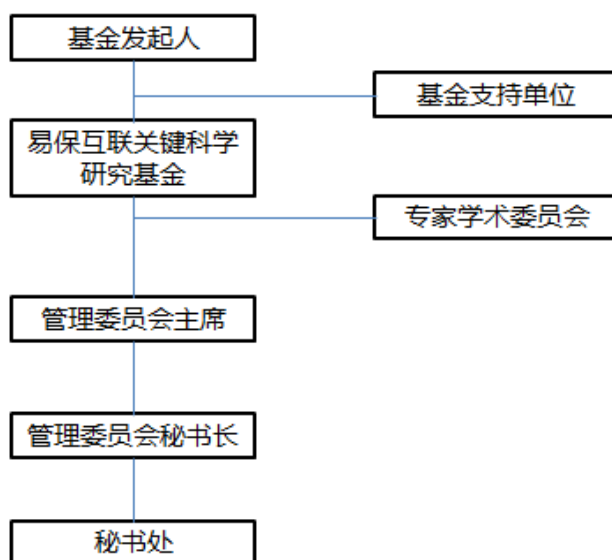 基金发起人
基金支持单位
易保互联关键科学
研究基金
专家学术委员会
管理委员会主席
管理委员会秘书长
秘书处